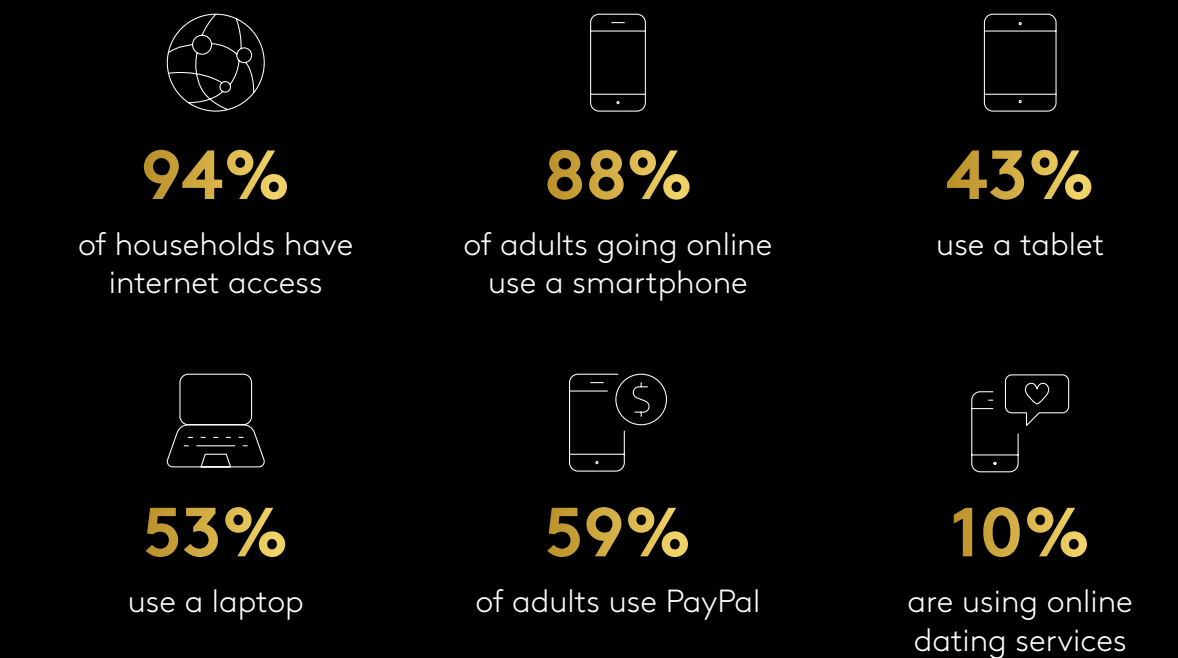 94%
of households have
internet access
88%
of adults going online
use a smartphone
43%
use a tablet
53%
use a laptop
$
59%
of adults use PayPal
10%
are using online
dating services